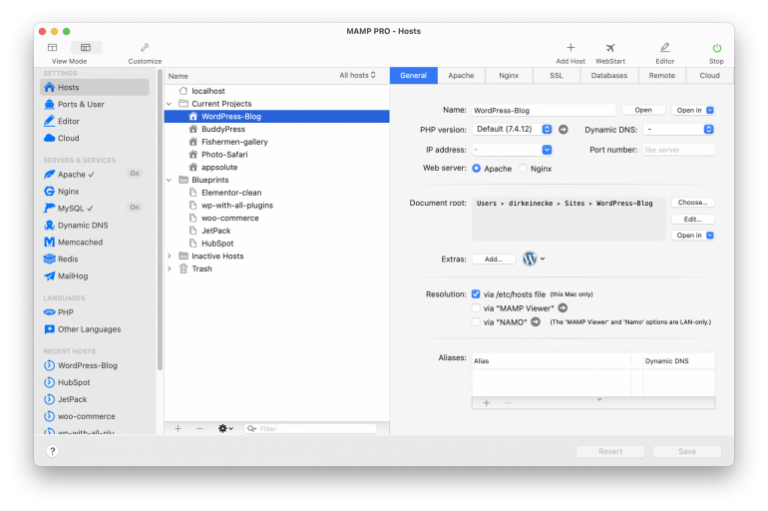 MAMP PRO - Hosts
View Mode
Customize
Add Host
WebStart
Editor
Stop
SETTINGS
Hosts
Ports & User
Editor
Cloud
SERVERS & SERVICES
Apache ✓ On
Nginx
MySQL ✓ On
Dynamic DNS
Memcached
Redis
MailHog
LANGUAGES
PHP
Other Languages
RECENT HOSTS
WordPress-Blog
HubSpot
JetPack
woo-commerce
wp-with-all-plu
Name All hosts
localhost
Current Projects
WordPress-Blog
BuddyPress
Fishermen-gallery
Photo-Safari
appsolute
Blueprints
Elementor-clean
wp-with-all-plugins
woo-commerce
JetPack
HubSpot
Inactive Hosts
Trash
+ − Filter
General Apache Nginx SSL Databases Remote Cloud
Name: WordPress-Blog Open Open in
PHP version: Default (7.4.12) Dynamic DNS: -
IP address: - Port number: like server
Web server: Apache Nginx
Document root: Users ▸ dirkeinecke ▸ Sites ▸ WordPress-Blog Choose...
Edit...
Open in
Extras: Add...
Resolution: via /etc/hosts file (this Mac only)
via "MAMP Viewer"
via "NAMO" (The 'MAMP Viewer' and 'Namo' options are LAN-only.)
Aliases: Alias Dynamic DNS
+ −
? Revert Save